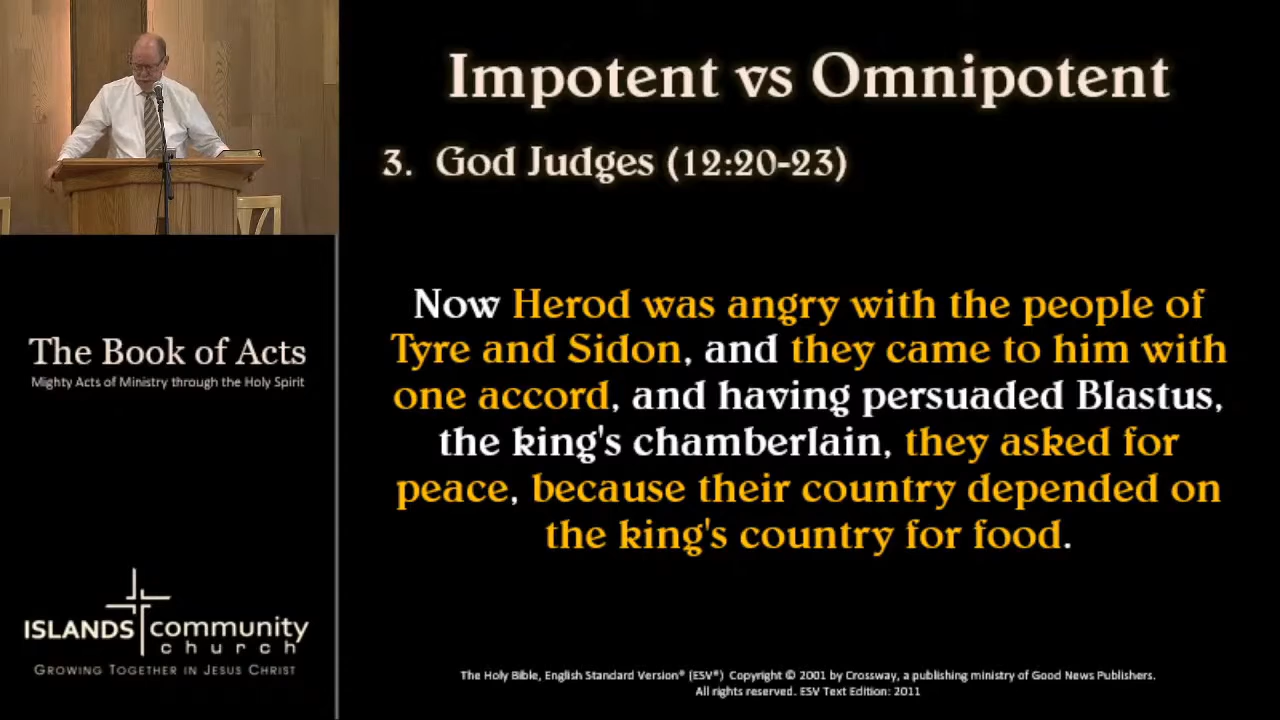 Impotent vs Omnipotent
3. God Judges (12:20-23)
Now Herod was angry with the people of
Tyre and Sidon, and they came to him with
one accord, and having persuaded Blastus,
the king's chamberlain, they asked for
peace, because their country depended on
the king's country for food.
The Book of Acts
Mighty Acts of Ministry through the Holy Spirit
ISLANDS community
church
GROWING TOGETHER IN JESUS CHRIST
The Holy Bible, English Standard Version® (ESV®) Copyright © 2001 by Crossway, a publishing ministry of Good News Publishers.
All rights reserved. ESV Text Edition: 2011